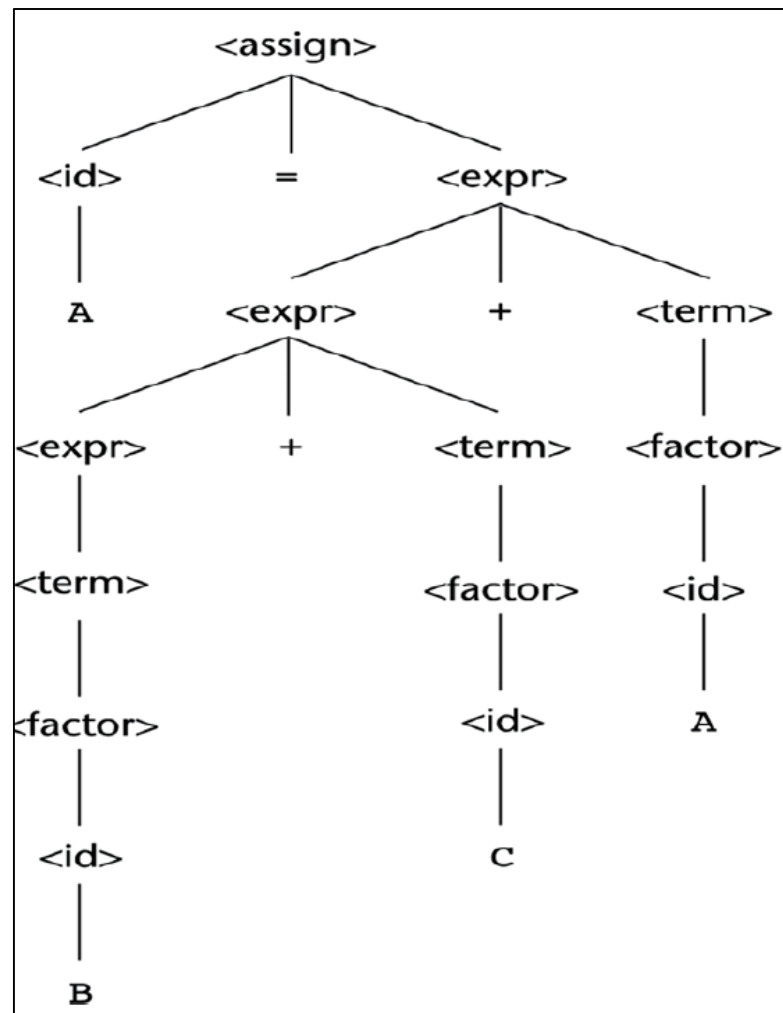 <assign>
<id> = <expr>
A <expr> + <term>
<expr> + <term> <factor>
<term> <factor> <id>
<factor> <id> A
<id> C
B